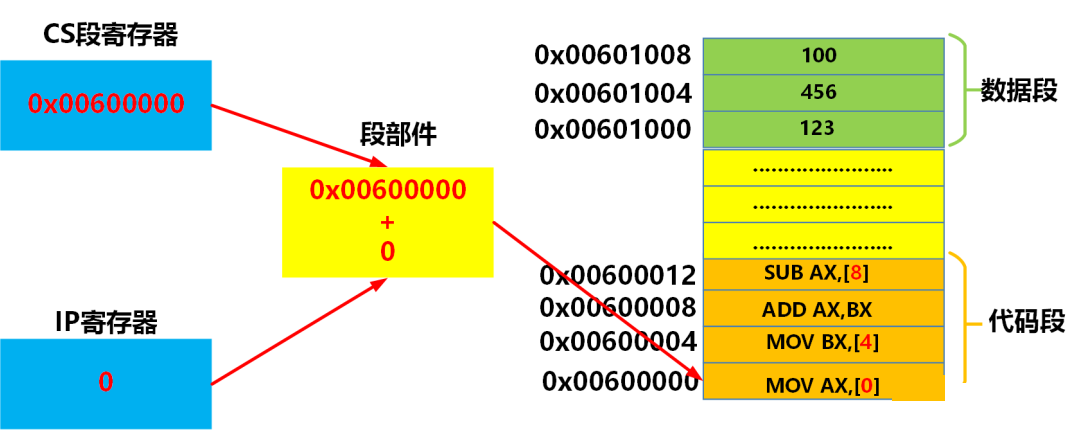 CS段寄存器
0x00600000
IP寄存器
0
段部件
0x00600000
+
0
0x00601008 100
0x00601004 456
0x00601000 123
数据段
.......................
.......................
.......................
0x00600012 SUB AX,[8]
0x00600008 ADD AX,BX
0x00600004 MOV BX,[4]
0x00600000 MOV AX,[0]
代码段